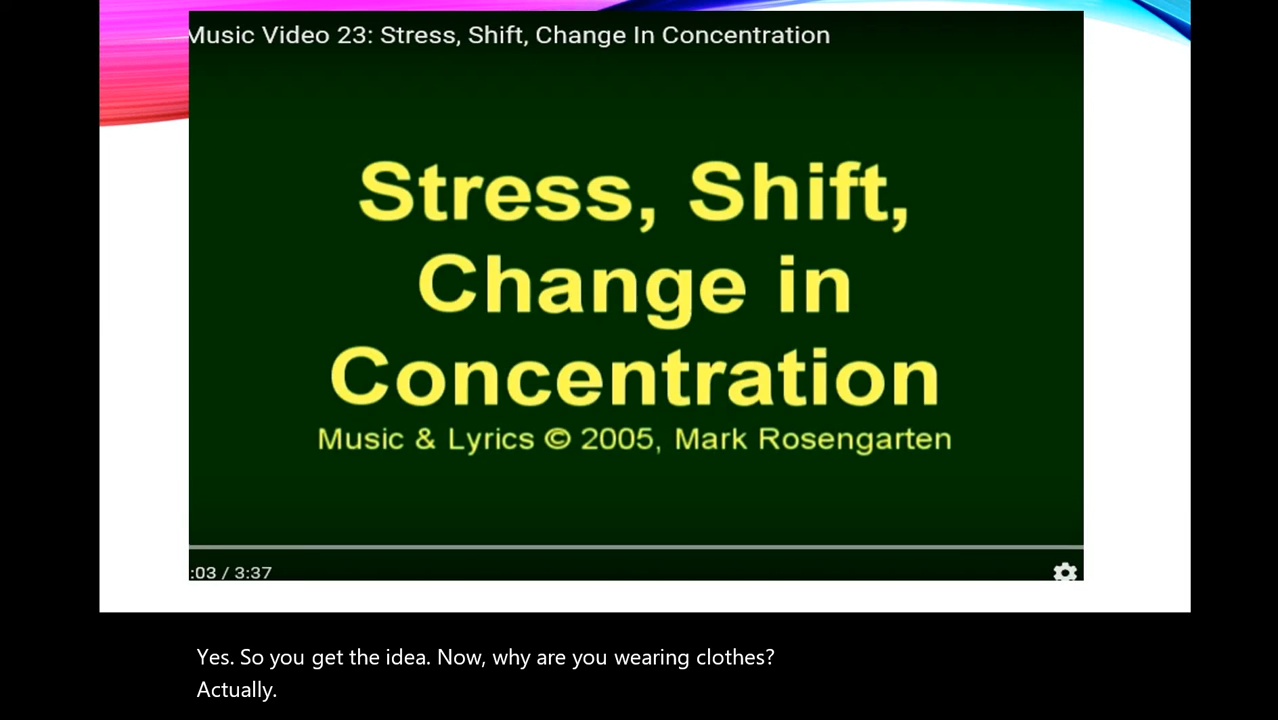 Music Video 23: Stress, Shift, Change In Concentration
Stress, Shift,
Change in
Concentration
Music & Lyrics © 2005, Mark Rosengarten
:03 / 3:37
Yes. So you get the idea. Now, why are you wearing clothes?
Actually.